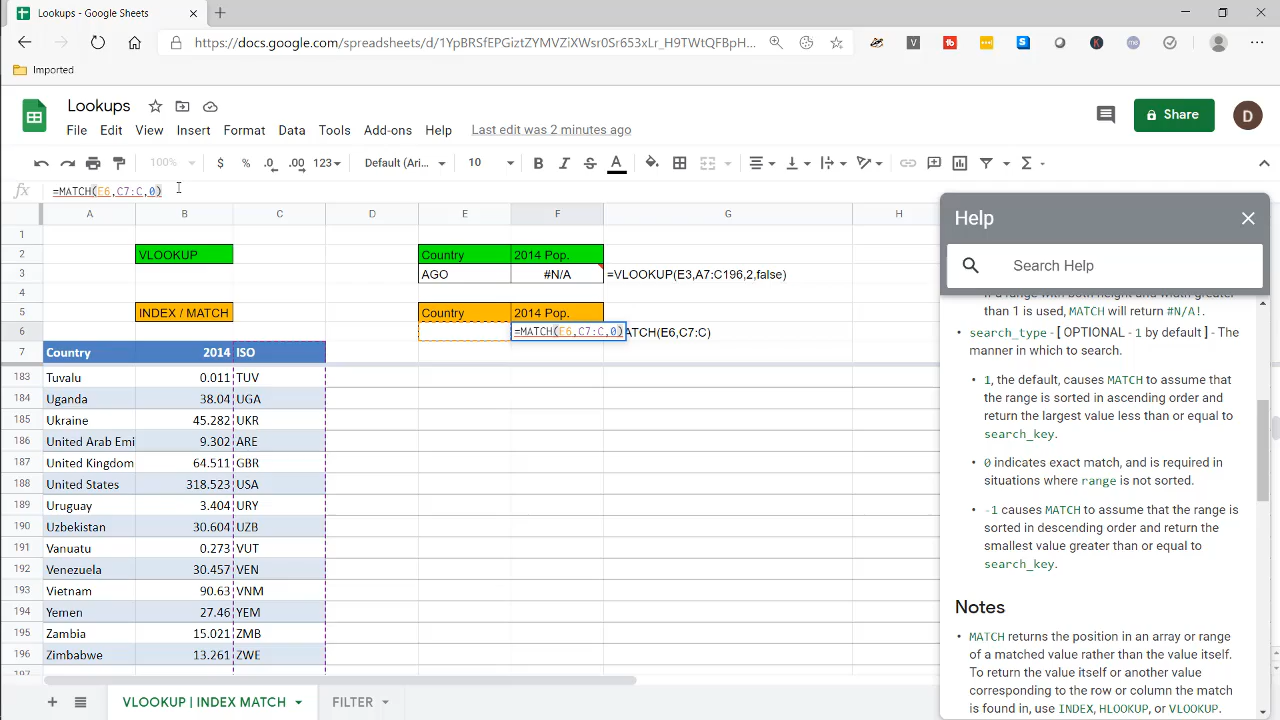 Lookups - Google Sheets
https://docs.google.com/spreadsheets/d/1YpBRSfEPGiztZYMVZiXWsr0Sr653xLr_H9TWtQFBpH...
Imported
Lookups
File Edit View Insert Format Data Tools Add-ons Help Last edit was 2 minutes ago
Share
D
100% $ % .0 .00 123 Default (Ari... 10 B I S A
fx =MATCH(E6,C7:C,0)
A B C D E F G H
1
2 VLOOKUP Country 2014 Pop.
3 AGO #N/A =VLOOKUP(E3,A7:C196,2,false)
4
5 INDEX / MATCH Country 2014 Pop.
6 =MATCH(E6,C7:C,0) ATCH(E6,C7:C)
7 Country 2014 ISO
183 Tuvalu 0.011 TUV
184 Uganda 38.04 UGA
185 Ukraine 45.282 UKR
186 United Arab Emi 9.302 ARE
187 United Kingdom 64.511 GBR
188 United States 318.523 USA
189 Uruguay 3.404 URY
190 Uzbekistan 30.604 UZB
191 Vanuatu 0.273 VUT
192 Venezuela 30.457 VEN
193 Vietnam 90.63 VNM
194 Yemen 27.46 YEM
195 Zambia 15.021 ZMB
196 Zimbabwe 13.261 ZWE
VLOOKUP | INDEX MATCH FILTER
Help
Search Help
than 1 is used, MATCH will return #N/A!.
search_type - [ OPTIONAL - 1 by default ] - The
manner in which to search.
1, the default, causes MATCH to assume that
the range is sorted in ascending order and
return the largest value less than or equal to
search_key.
0 indicates exact match, and is required in
situations where range is not sorted.
-1 causes MATCH to assume that the range is
sorted in descending order and return the
smallest value greater than or equal to
search_key.
Notes
MATCH returns the position in an array or range
of a matched value rather than the value itself.
To return the value itself or another value
corresponding to the row or column the match
is found in, use INDEX, HLOOKUP, or VLOOKUP.